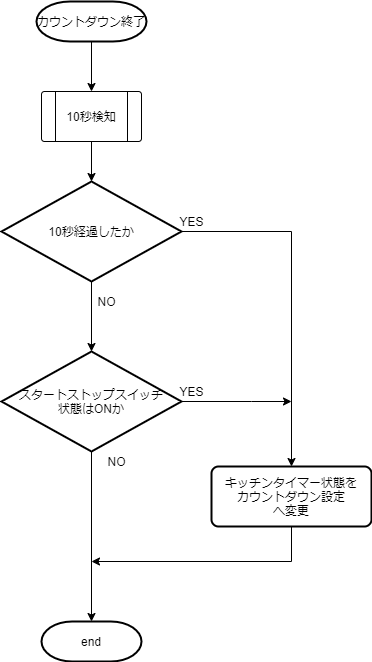 カウントダウン終了
10秒検知
10秒経過したか
YES
NO
スタートストップスイッチ
状態はONか
YES
NO
キッチンタイマー状態を
カウントダウン設定
へ変更
end